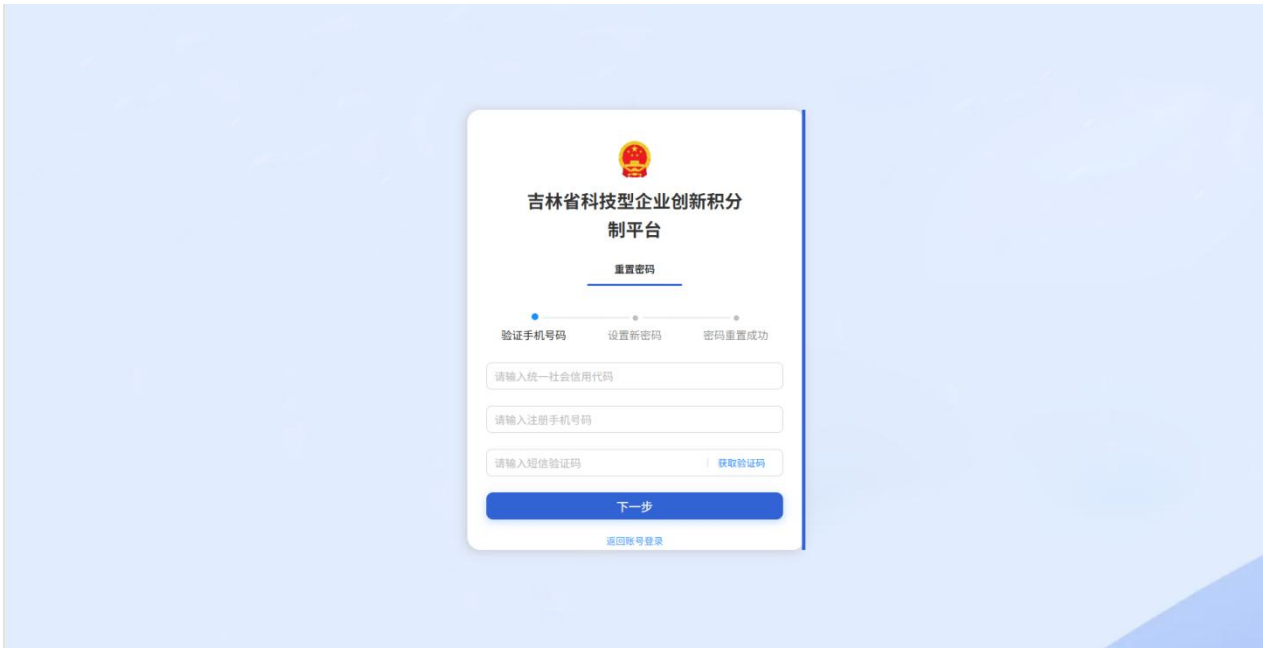 吉林省科技型企业创新积分
制平台
重置密码
验证手机号码 设置新密码 密码重置成功
请输入统一社会信用代码
请输入注册手机号码
请输入短信验证码 获取验证码
下一步
返回账号登录